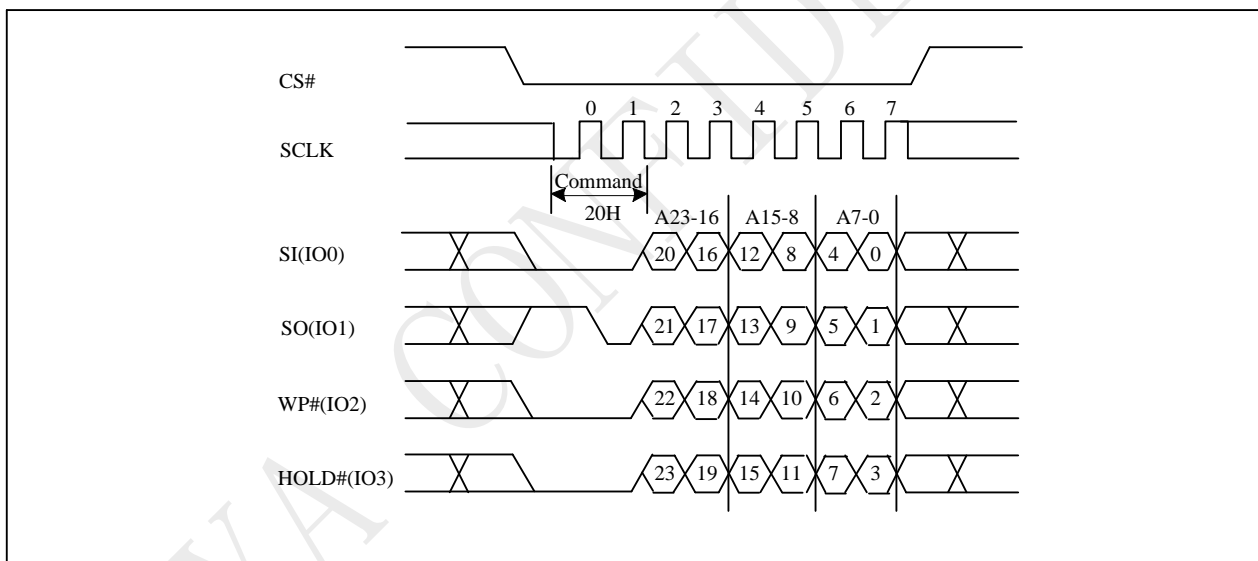 CS#
0 1 2 3 4 5 6 7
SCLK
Command
20H
A23-16 A15-8 A7-0
SI(IO0) 20 16 12 8 4 0
SO(IO1) 21 17 13 9 5 1
WP#(IO2) 22 18 14 10 6 2
HOLD#(IO3) 23 19 15 11 7 3